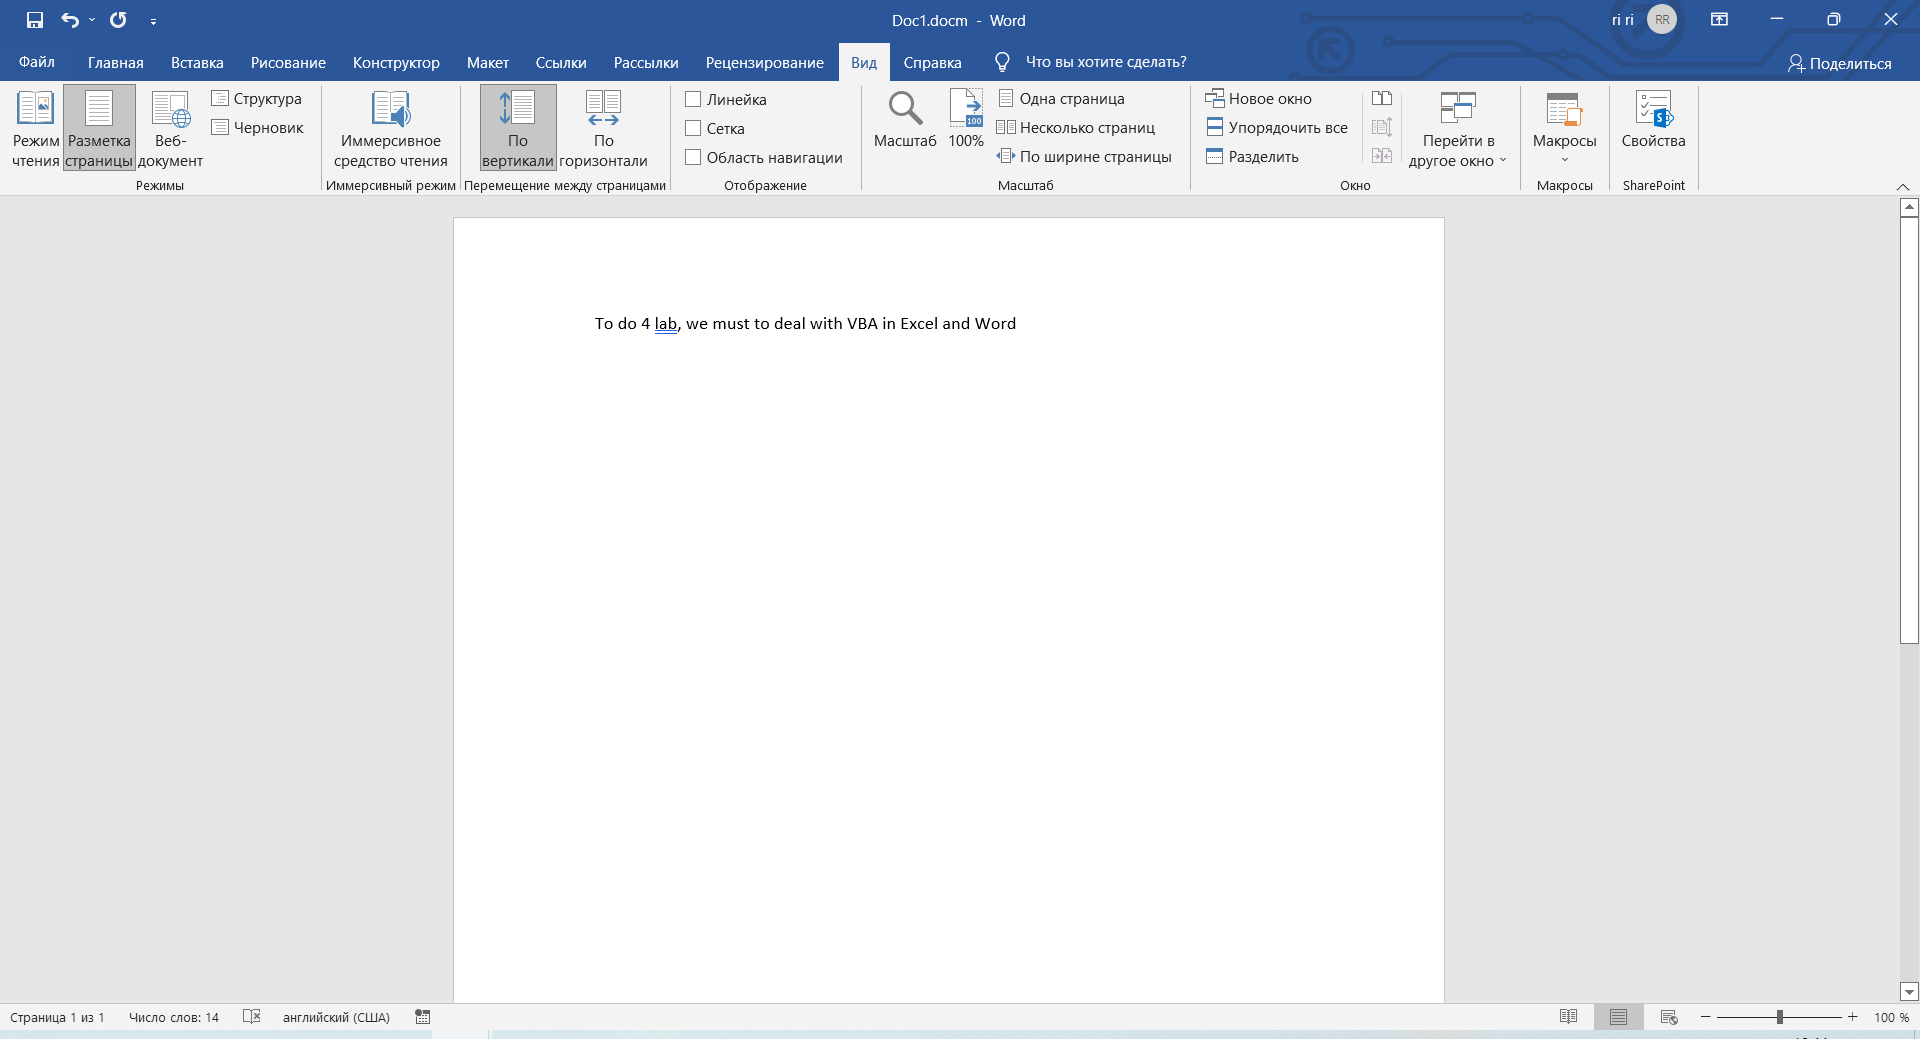 Doc1.docm - Word
ri ri
RR
Файл Главная Вставка Рисование Конструктор Макет Ссылки Рассылки Рецензирование Вид Справка Что вы хотите сделать? Поделиться
Режим чтения
Разметка страницы
Веб-документ
Структура
Черновик
Режимы
Иммерсивное средство чтения
Иммерсивный режим
По вертикали
По горизонтали
Перемещение между страницами
Линейка
Сетка
Область навигации
Отображение
Масштаб
100
100%
Одна страница
Несколько страниц
По ширине страницы
Масштаб
Новое окно
Упорядочить все
Разделить
Перейти в другое окно
Окно
Макросы
Макросы
S
Свойства
SharePoint
To do 4 lab, we must to deal with VBA in Excel and Word
Страница 1 из 1 Число слов: 14 английский (США) 100 %